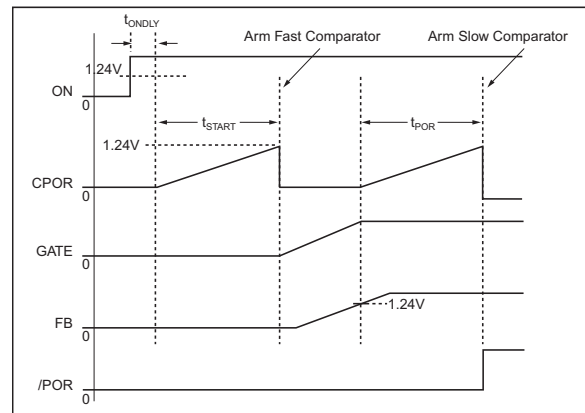 tONDLY
Arm Fast Comparator
Arm Slow Comparator
1.24V
ON
0
tSTART
tPOR
1.24V
CPOR
0
GATE
0
1.24V
FB
0
/POR
0